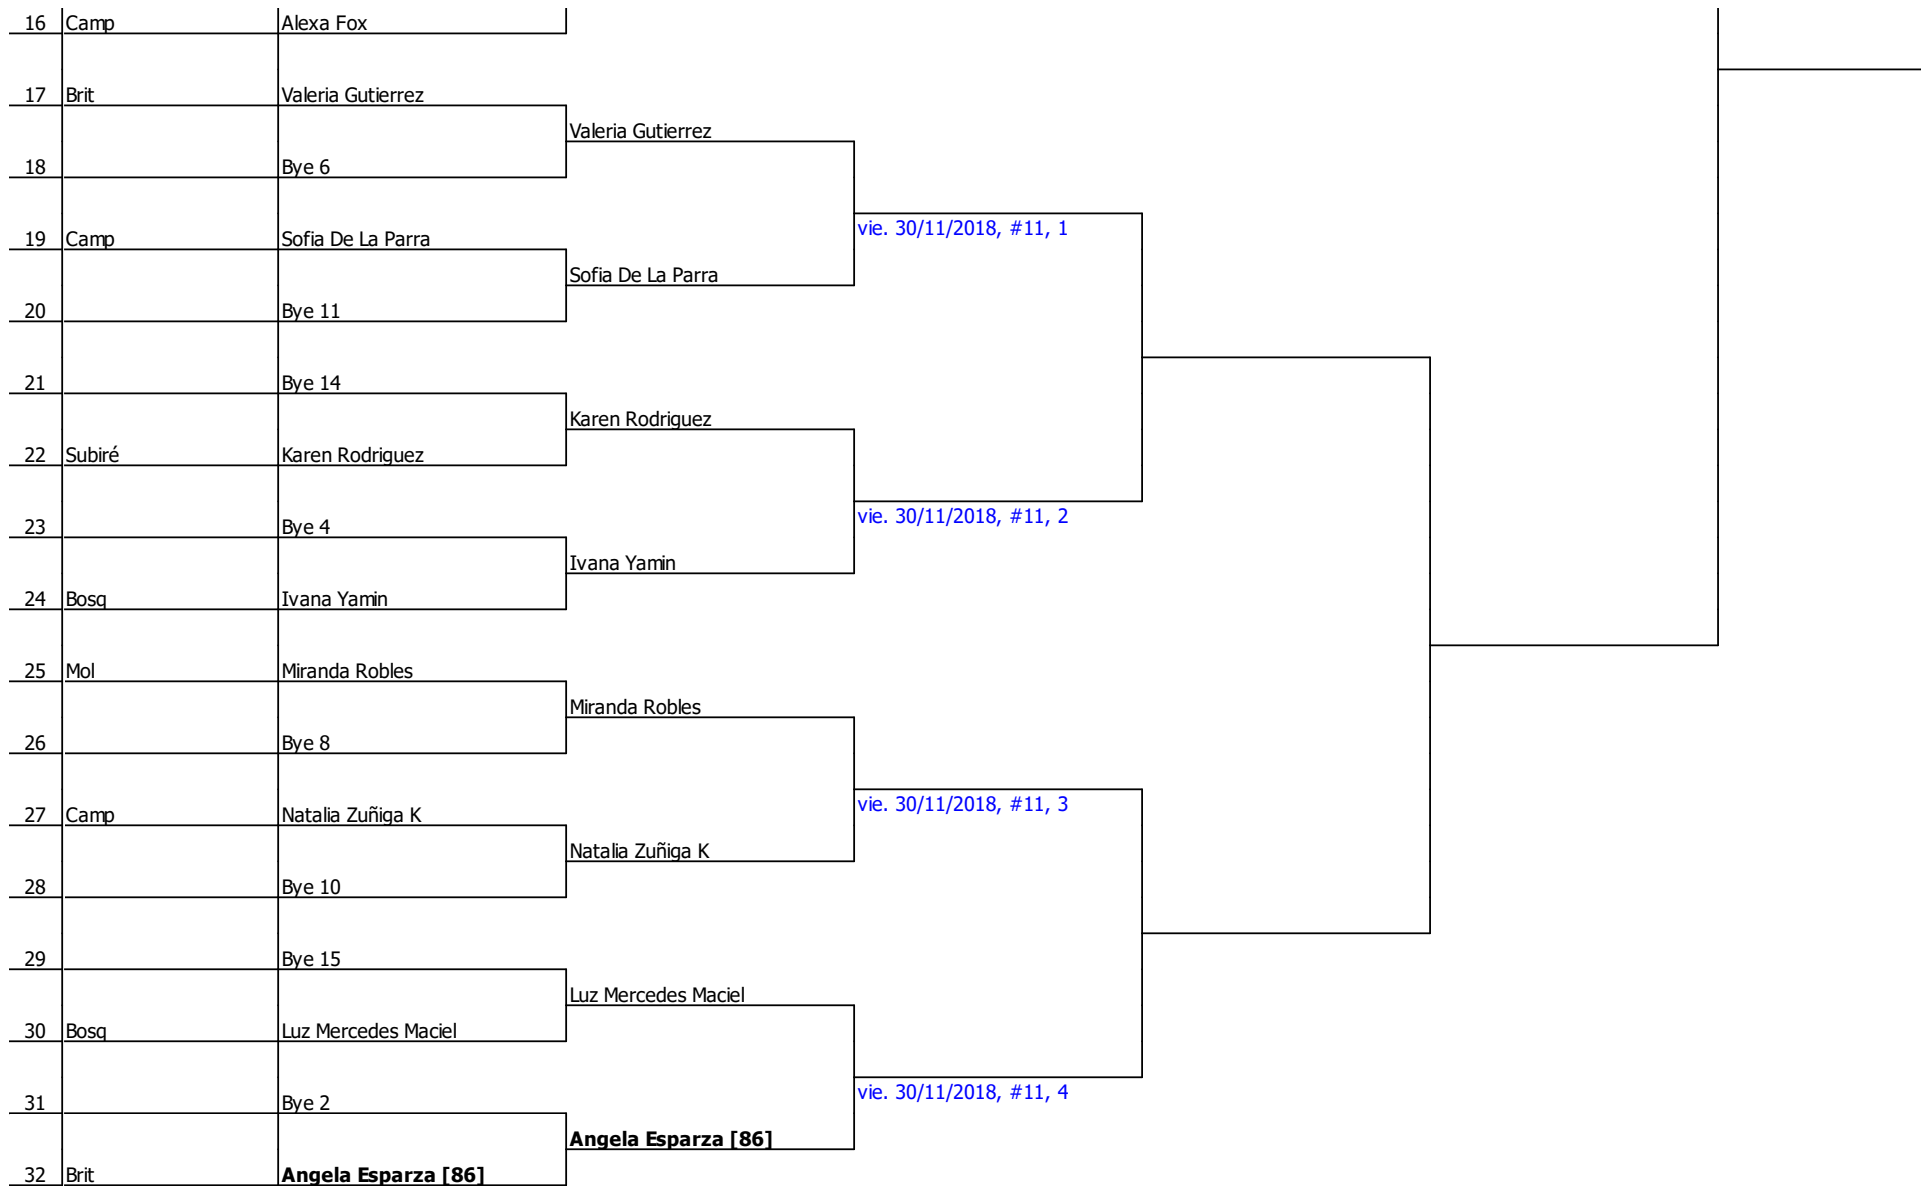 16 Camp Alexa Fox
17 Brit Valeria Gutierrez
Valeria Gutierrez
18 Bye 6
vie. 30/11/2018, #11, 1
19 Camp Sofia De La Parra
Sofia De La Parra
20 Bye 11
21 Bye 14
Karen Rodriguez
22 Subiré Karen Rodriguez
vie. 30/11/2018, #11, 2
23 Bye 4
Ivana Yamin
24 Bosq Ivana Yamin
25 Mol Miranda Robles
Miranda Robles
26 Bye 8
vie. 30/11/2018, #11, 3
27 Camp Natalia Zuñiga K
Natalia Zuñiga K
28 Bye 10
29 Bye 15
Luz Mercedes Maciel
30 Bosq Luz Mercedes Maciel
vie. 30/11/2018, #11, 4
31 Bye 2
Angela Esparza [86]
32 Brit Angela Esparza [86]